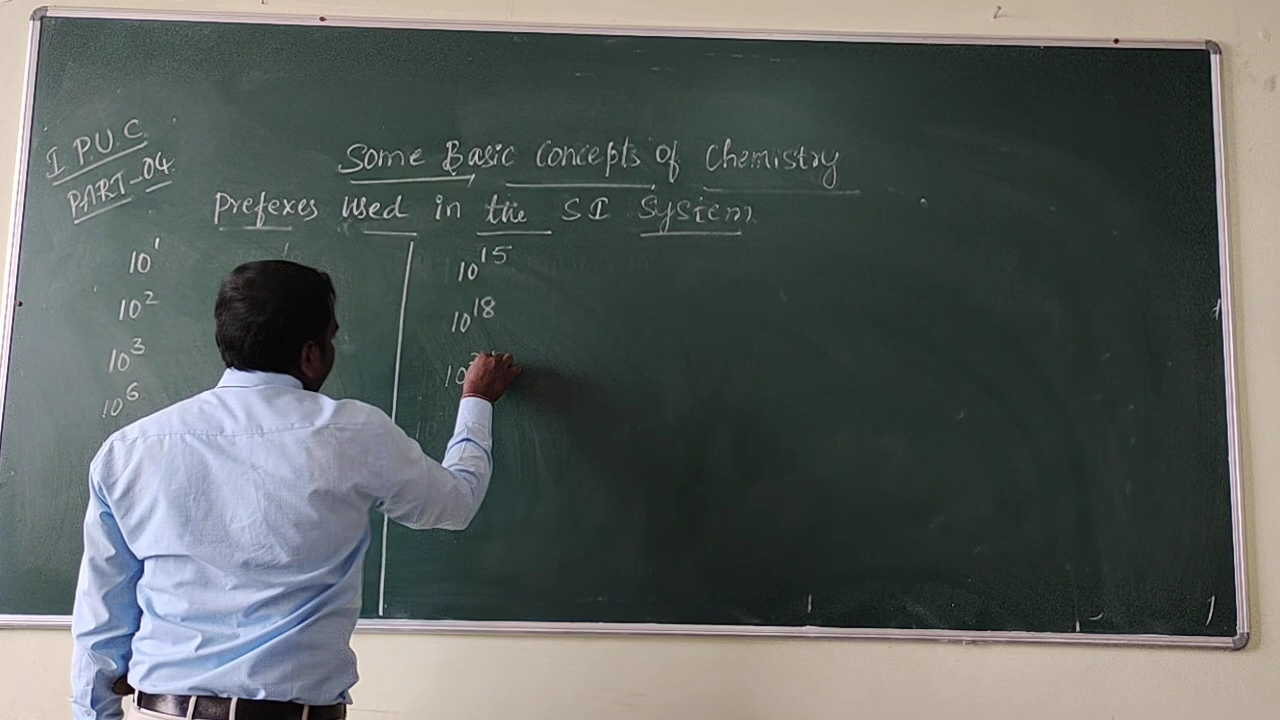 I P.U.C
PART-04
Some Basic Concepts of Chemistry
Prefexes used in the SI System
10¹
10²
10³
10⁶
10¹⁵
10¹⁸
10